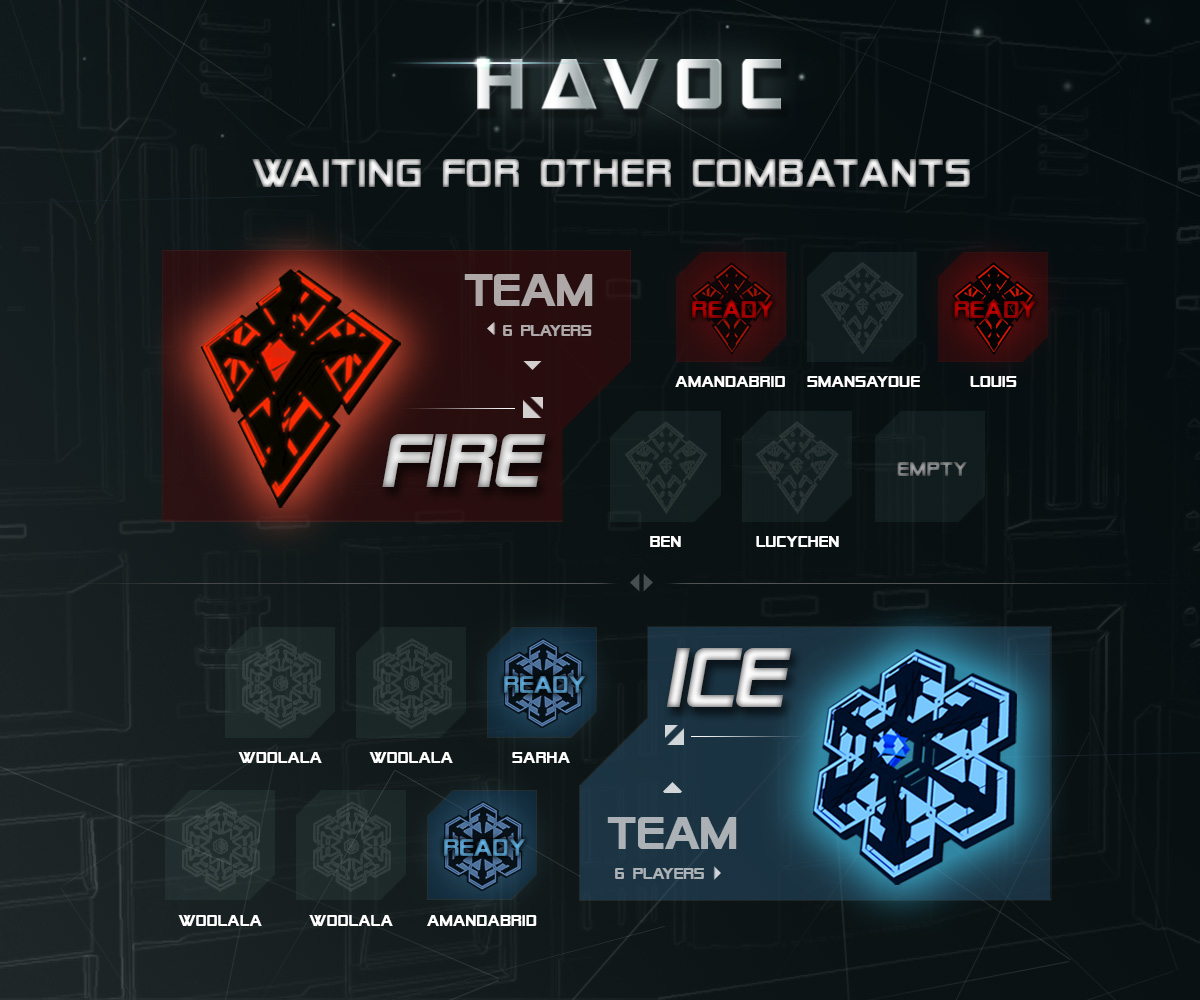 HAVOC
WAITING FOR OTHER COMBATANTS
TEAM
6 PLAYERS
FIRE
READY
READY
AMANDABRID SMANSAYOUE LOUIS
EMPTY
BEN LUCYCHEN
READY
WOOLALA WOOLALA SARHA
READY
WOOLALA WOOLALA AMANDABRID
ICE
TEAM
6 PLAYERS